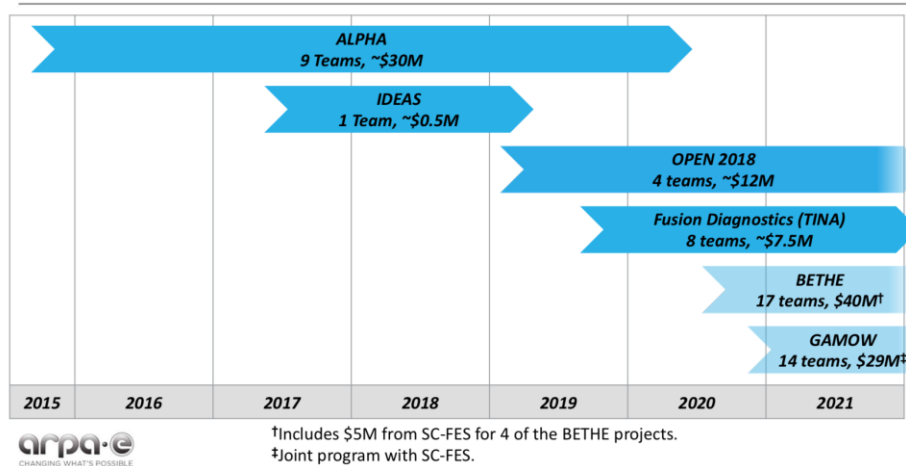 ALPHA
9 Teams, ~$30M
IDEAS
1 Team, ~$0.5M
OPEN 2018
4 teams, ~$12M
Fusion Diagnostics (TINA)
8 teams, ~$7.5M
BETHE
17 teams, $40M†
GAMOW
14 teams, $29M‡
2015 2016 2017 2018 2019 2020 2021
arpa·e
CHANGING WHAT'S POSSIBLE
†Includes $5M from SC-FES for 4 of the BETHE projects.
‡Joint program with SC-FES.